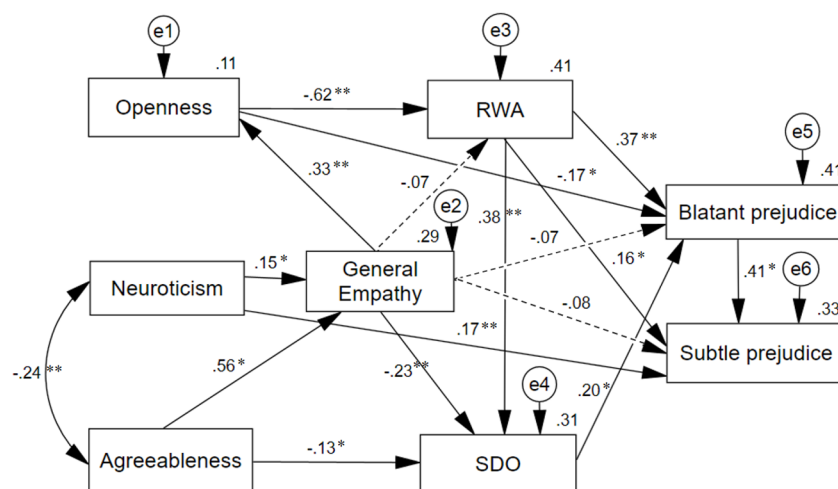 e1
e3
.11
.41
Openness
-.62**
RWA
e5
.37**
.41
.33**
-.07
-.17*
e2
Blatant prejudice
.29
.38**
-.07
General
Empathy
.15*
Neuroticism
.16*
.41*
e6
-.08
.33
.17**
Subtle prejudice
-.24**
.56*
-.23**
e4
.20*
.31
Agreeableness
-.13*
SDO